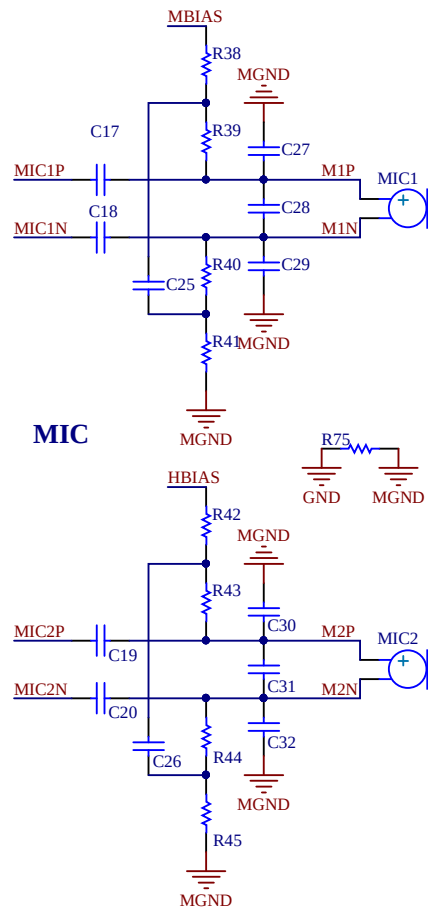 MBIAS
R38
MGND
C17
R39
C27
MIC1P
M1P
MIC1
C18
C28
MIC1N
M1N
R40
C29
C25
R41
MGND
MGND
MIC
R75
GND
MGND
HBIAS
R42
MGND
R43
C30
MIC2P
M2P
MIC2
C19
C31
MIC2N
M2N
C20
C32
R44
C26
MGND
R45
MGND